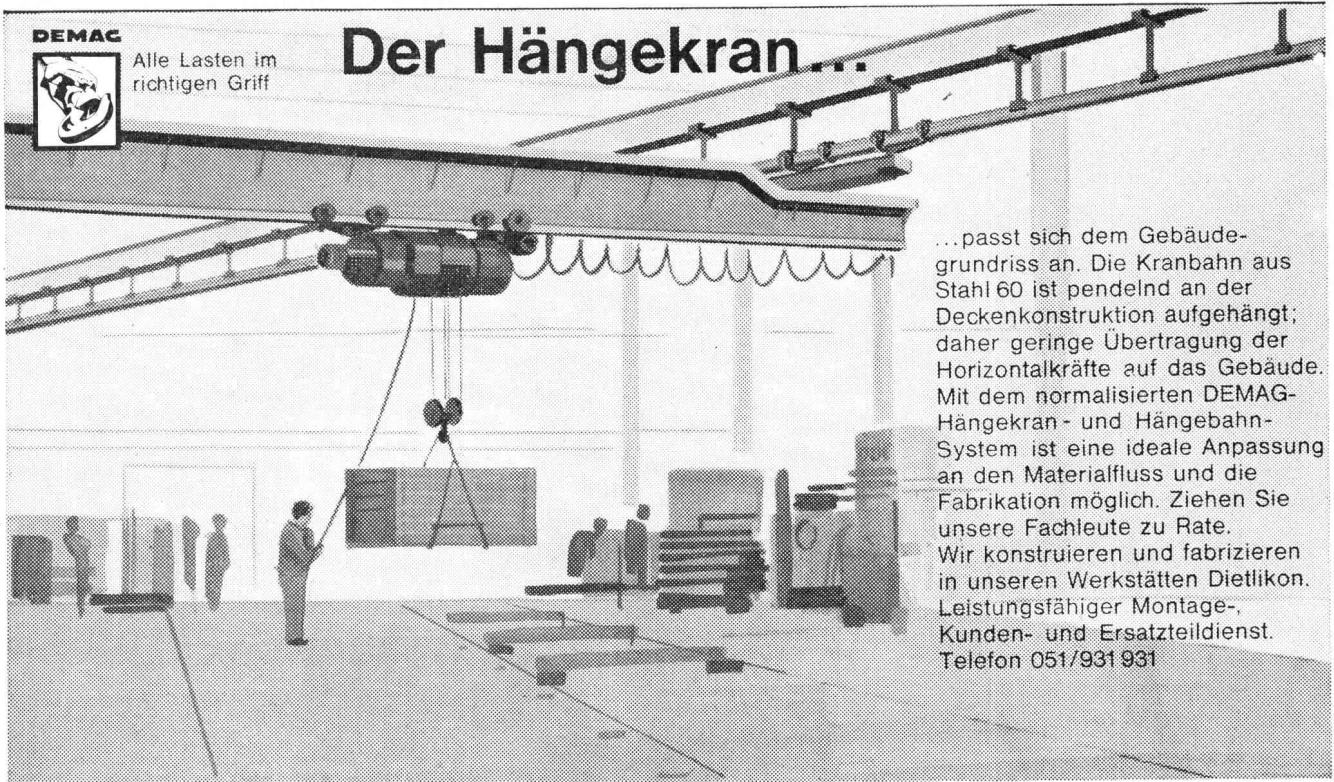 DEMAG
Alle Lasten im
richtigen Griff
Der Hängekran...
...passt sich dem Gebäude-
grundriss an. Die Kranbahn aus
Stahl 60 ist pendelnd an der
Deckenkonstruktion aufgehängt;
daher geringe Übertragung der
Horizontalkräfte auf das Gebäude.
Mit dem normalisierten DEMAG-
Hängekran- und Hängebahn-
System ist eine ideale Anpassung
an den Materialfluss und die
Fabrikation möglich. Ziehen Sie
unsere Fachleute zu Rate.
Wir konstruieren und fabrizieren
in unseren Werkstätten Dietlikon.
Leistungsfähiger Montage-,
Kunden- und Ersatzteildienst.
Telefon 051/931 931